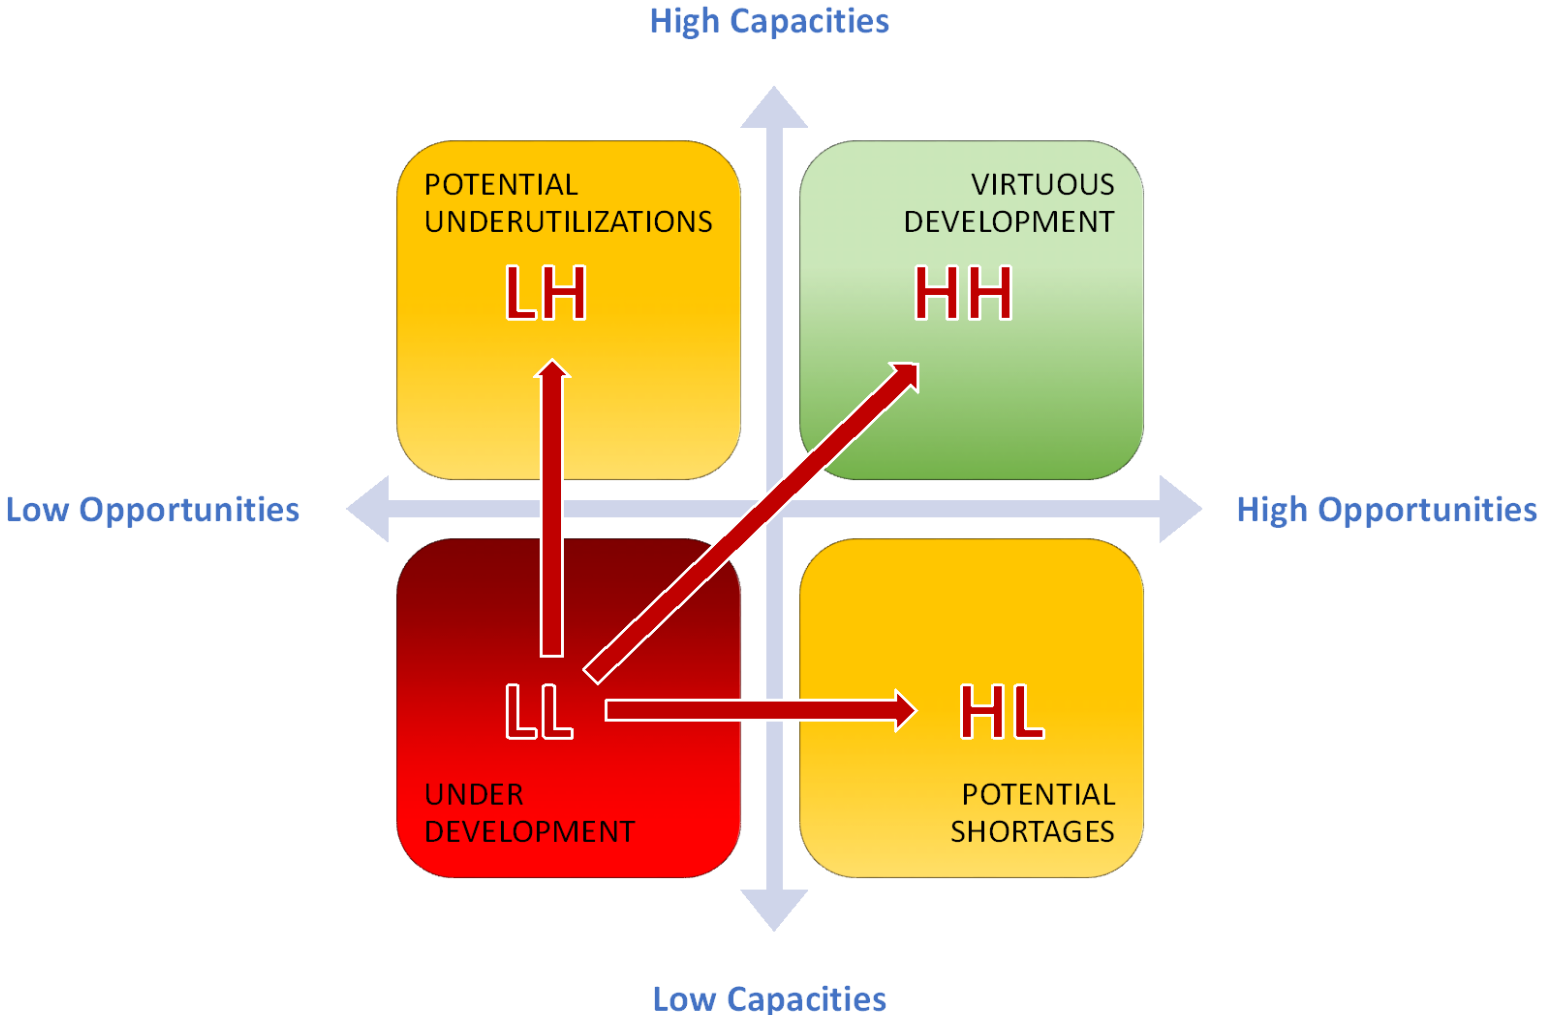 High Capacities
POTENTIAL
UNDERUTILIZATIONS
LH
VIRTUOUS
DEVELOPMENT
HH
Low Opportunities
High Opportunities
LL
UNDER
DEVELOPMENT
HL
POTENTIAL
SHORTAGES
Low Capacities